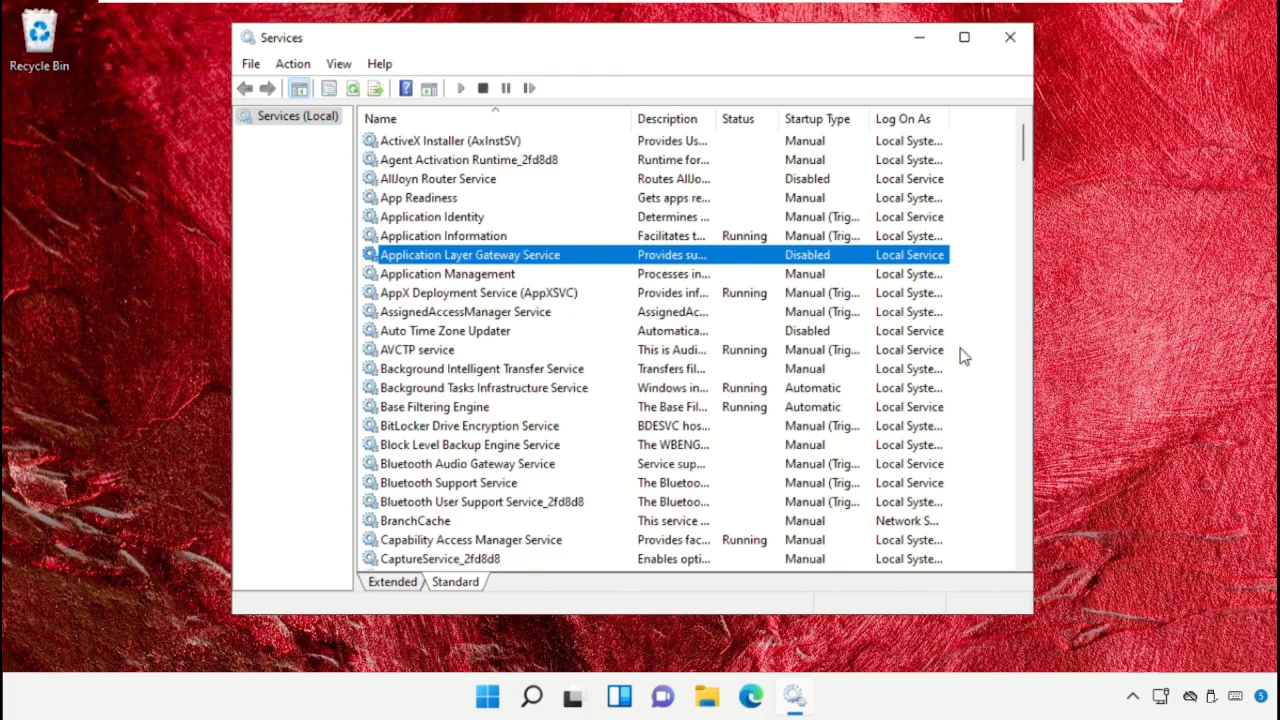 Recycle Bin
Services
File Action View Help
Services (Local)
Name Description Status Startup Type Log On As
ActiveX Installer (AxInstSV) Provides Us... Manual Local Syste...
Agent Activation Runtime_2fd8d8 Runtime for... Manual Local Syste...
AllJoyn Router Service Routes AllJo... Disabled Local Service
App Readiness Gets apps re... Manual Local Syste...
Application Identity Determines ... Manual (Trig... Local Service
Application Information Facilitates t... Running Manual (Trig... Local Syste...
Application Layer Gateway Service Provides su... Disabled Local Service
Application Management Processes in... Manual Local Syste...
AppX Deployment Service (AppXSVC) Provides inf... Running Manual (Trig... Local Syste...
AssignedAccessManager Service AssignedAc... Manual (Trig... Local Syste...
Auto Time Zone Updater Automatica... Disabled Local Service
AVCTP service This is Audi... Running Manual (Trig... Local Service
Background Intelligent Transfer Service Transfers fil... Manual Local Syste...
Background Tasks Infrastructure Service Windows in... Running Automatic Local Syste...
Base Filtering Engine The Base Fil... Running Automatic Local Service
BitLocker Drive Encryption Service BDESVC hos... Manual (Trig... Local Syste...
Block Level Backup Engine Service The WBENG... Manual Local Syste...
Bluetooth Audio Gateway Service Service sup... Manual (Trig... Local Service
Bluetooth Support Service The Bluetoo... Manual (Trig... Local Service
Bluetooth User Support Service_2fd8d8 The Bluetoo... Manual (Trig... Local Syste...
BranchCache This service ... Manual Network S...
Capability Access Manager Service Provides fac... Running Manual Local Syste...
CaptureService_2fd8d8 Enables opti... Manual Local Syste...
Extended Standard
5